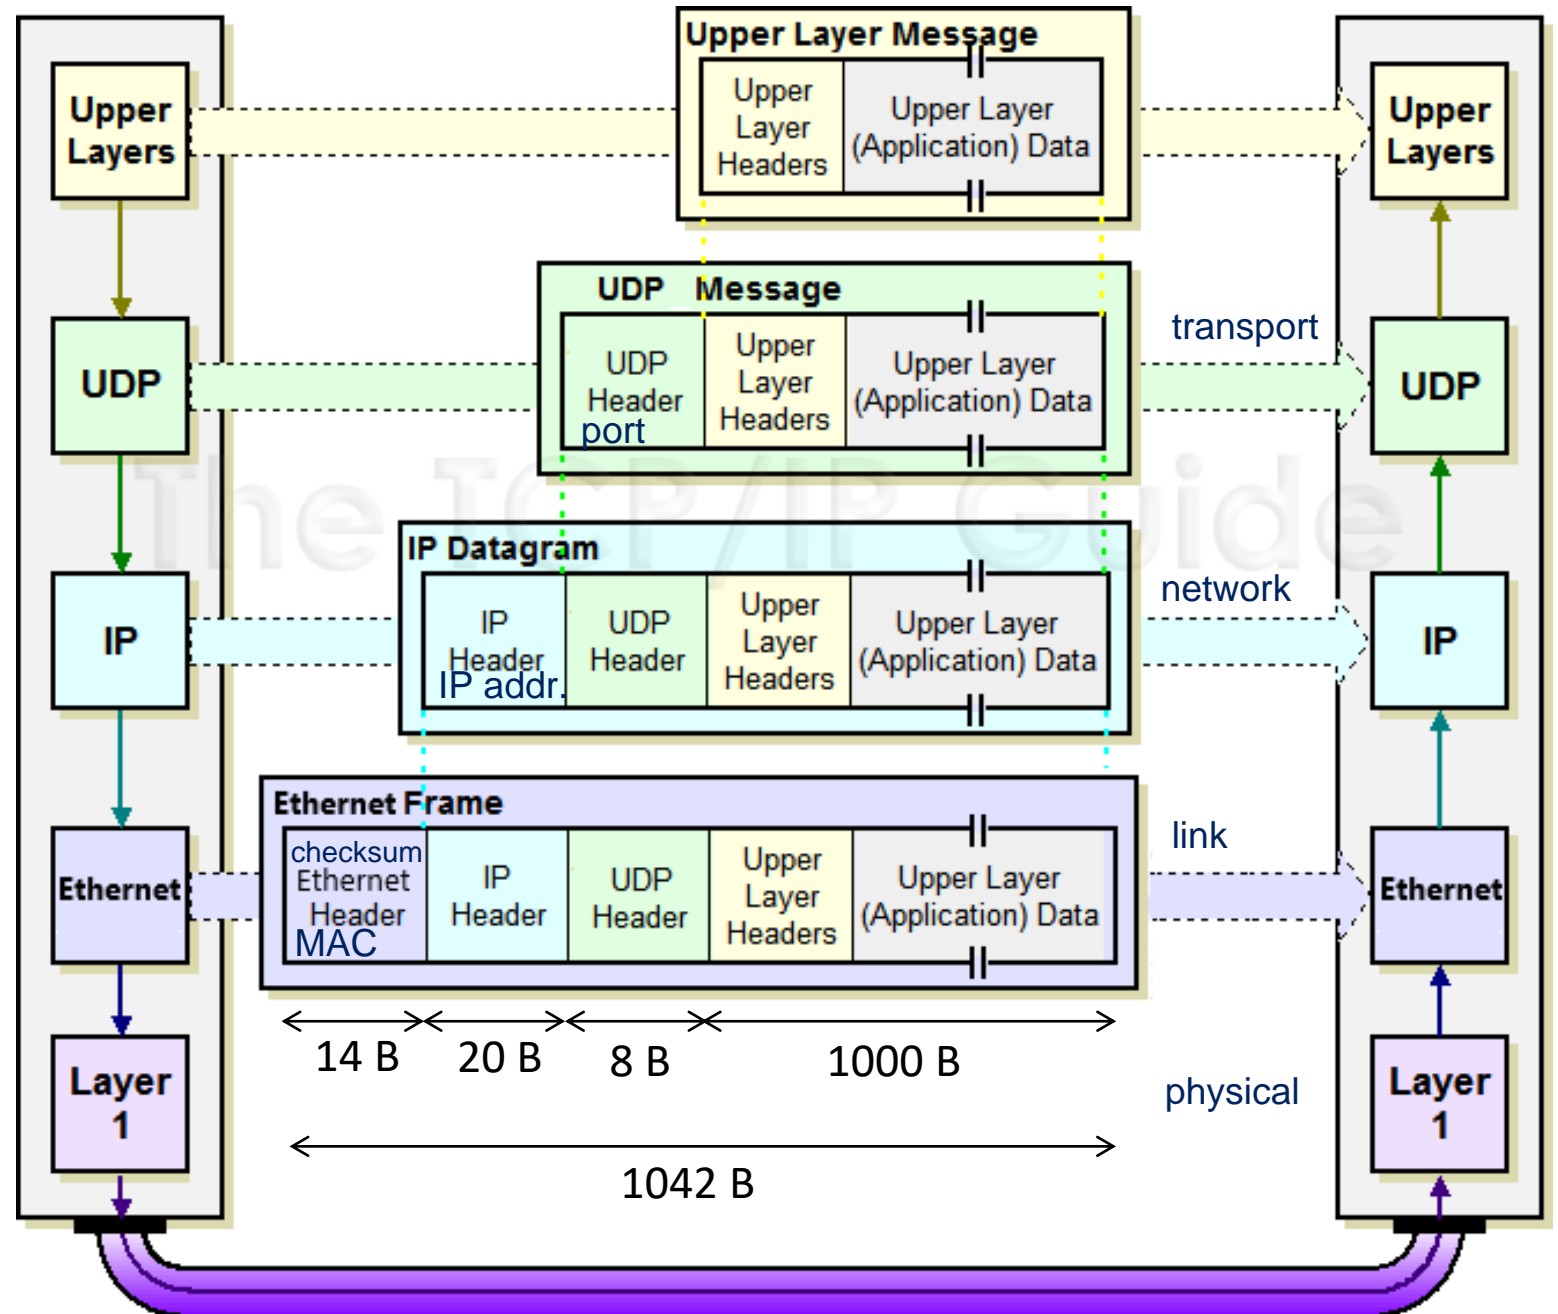 Upper Layer Message
Upper
Layers
Upper
Layer
Headers
Upper Layer
(Application) Data
Upper
Layers
UDP Message
UDP
UDP
Header
port
Upper
Layer
Headers
Upper Layer
(Application) Data
transport
UDP
The TCP/IP Guide
IP Datagram
IP
IP
Header
IP addr.
UDP
Header
Upper
Layer
Headers
Upper Layer
(Application) Data
network
IP
Ethernet Frame
Ethernet
checksum
Ethernet
Header
MAC
IP
Header
UDP
Header
Upper
Layer
Headers
Upper Layer
(Application) Data
link
Ethernet
14 B
20 B
8 B
1000 B
Layer
1
physical
Layer
1
1042 B